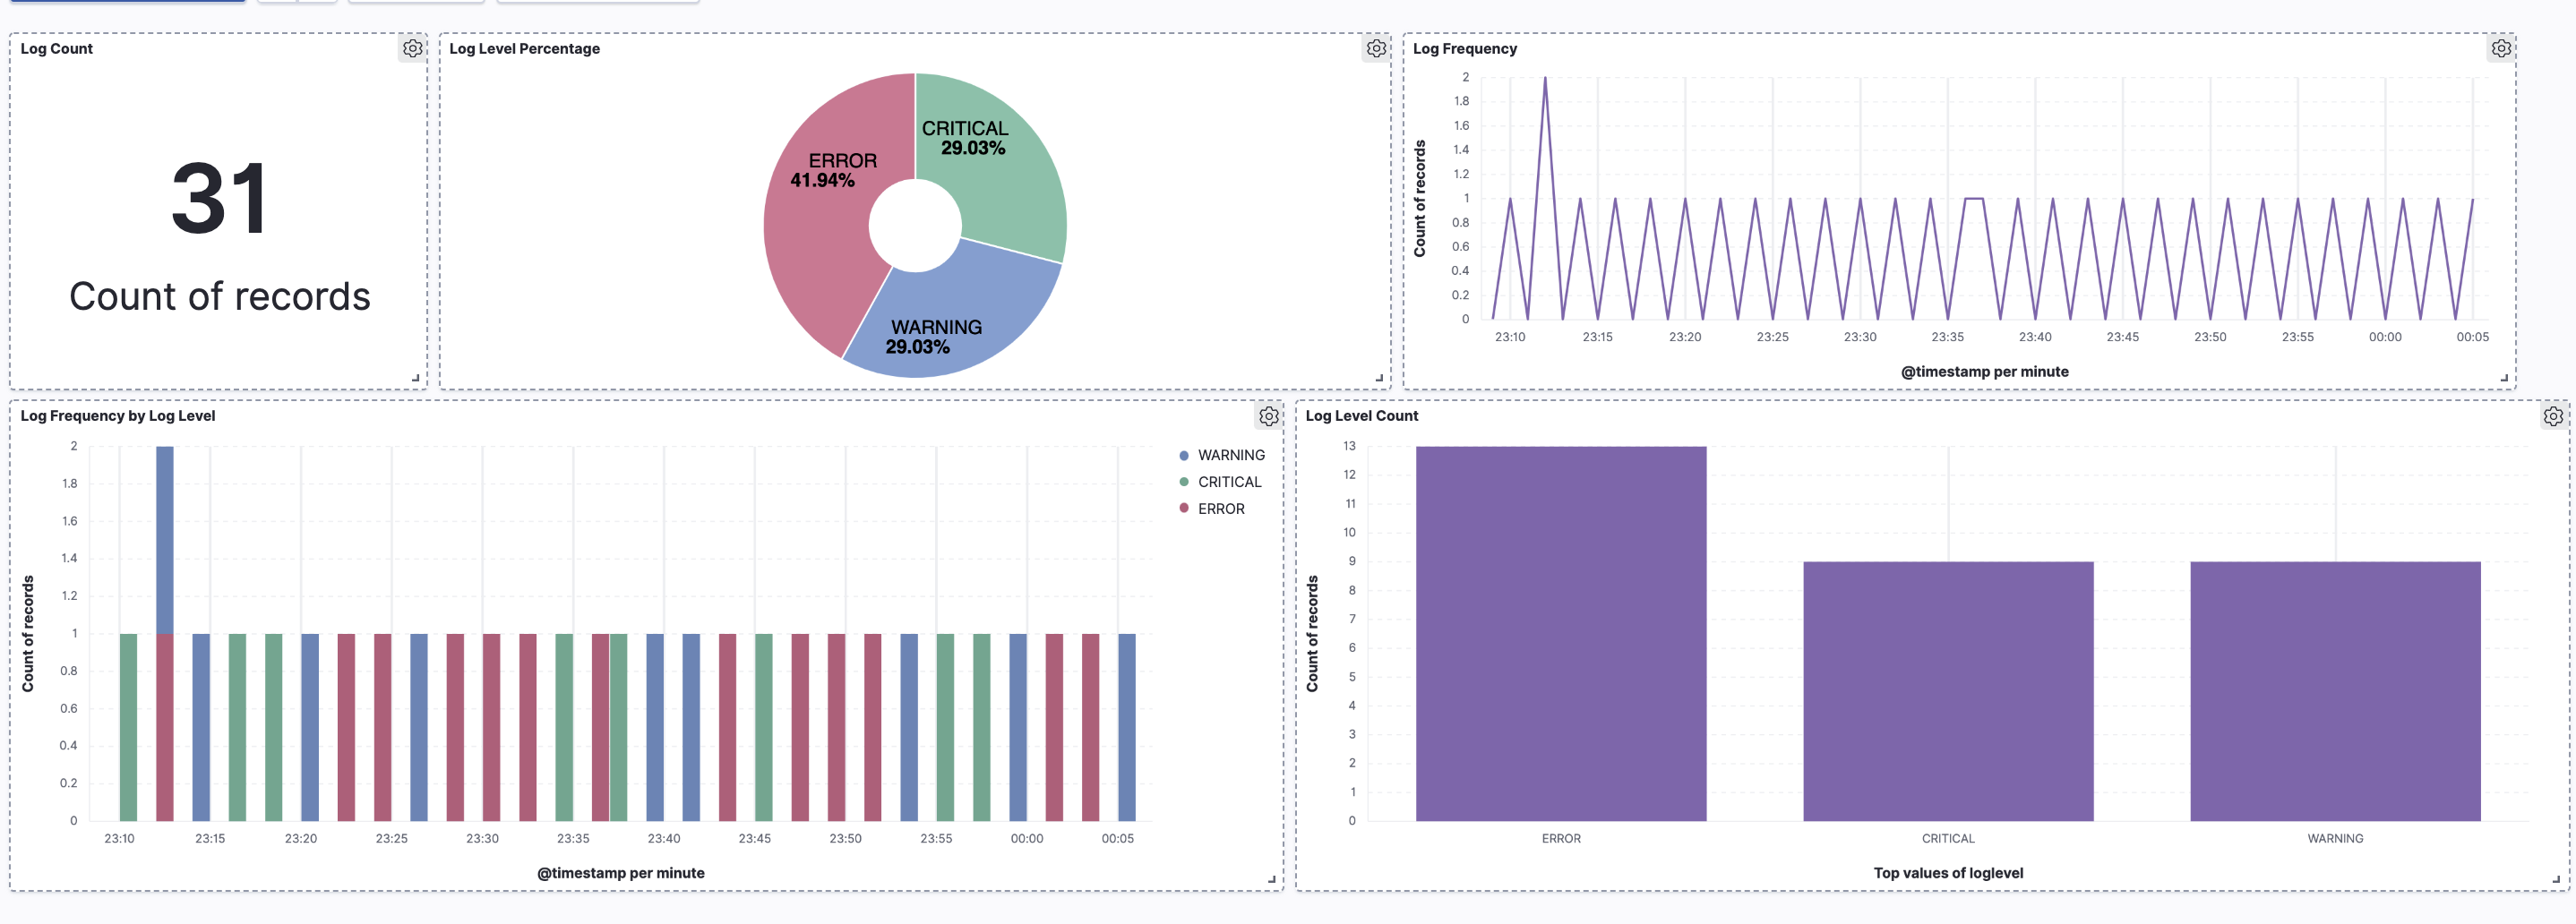 Log Count
31
Count of records
Log Level Percentage
CRITICAL
29.03%
ERROR
41.94%
WARNING
29.03%
Log Frequency
Count of records
2
1.8
1.6
1.4
1.2
1
0.8
0.6
0.4
0.2
0
23:10 23:15 23:20 23:25 23:30 23:35 23:40 23:45 23:50 23:55 00:00 00:05
@timestamp per minute
Log Frequency by Log Level
Count of records
2
1.8
1.6
1.4
1.2
1
0.8
0.6
0.4
0.2
0
23:10 23:15 23:20 23:25 23:30 23:35 23:40 23:45 23:50 23:55 00:00 00:05
@timestamp per minute
WARNING
CRITICAL
ERROR
Log Level Count
Count of records
13
12
11
10
9
8
7
6
5
4
3
2
1
0
ERROR CRITICAL WARNING
Top values of loglevel